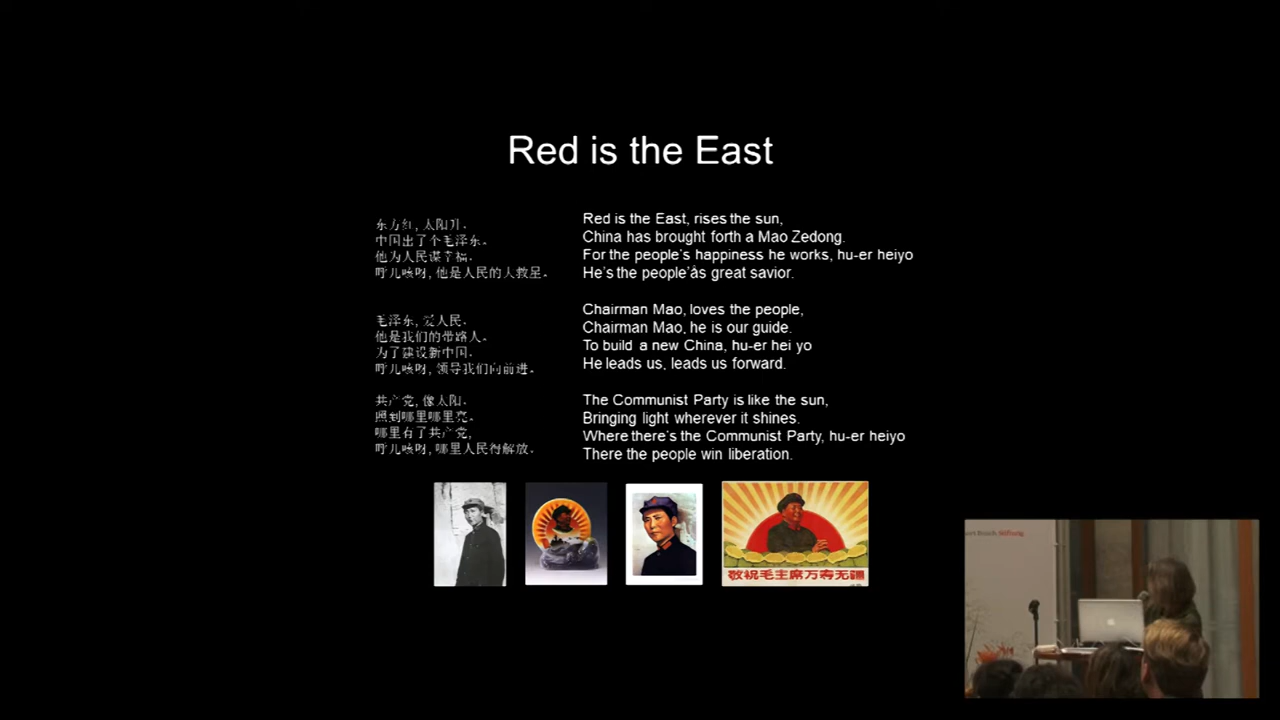 Red is the East
东方红, 太阳升.
中国出了个毛泽东。
他为人民谋幸福.
呼儿咳呀, 他是人民的大救星。
毛泽东, 爱人民.
他是我们的带路人。
为了建设新中国.
呼儿咳呀, 领导我们向前进。
共产党, 像太阳.
照到哪里哪里亮。
哪里有了共产党,
呼儿咳呀, 哪里人民得解放。
Red is the East, rises the sun,
China has brought forth a Mao Zedong.
For the people's happiness he works, hu-er heiyo
He's the people'âs great savior.
Chairman Mao, loves the people,
Chairman Mao, he is our guide.
To build a new China, hu-er hei yo
He leads us, leads us forward.
The Communist Party is like the sun,
Bringing light wherever it shines.
Where there's the Communist Party, hu-er heiyo
There the people win liberation.
敬祝毛主席万寿无疆
ert Bosch Stiftung